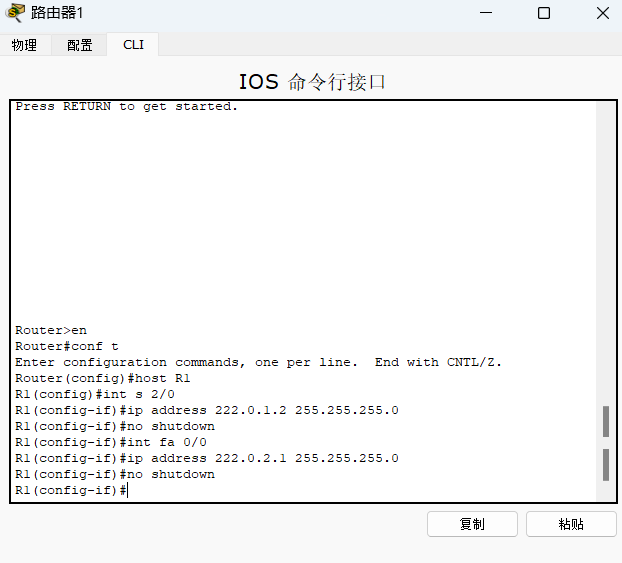 路由器1
物理 配置 CLI
IOS 命令行接口
Press RETURN to get started.
Router>en
Router#conf t
Enter configuration commands, one per line.  End with CNTL/Z.
Router(config)#host R1
R1(config)#int s 2/0
R1(config-if)#ip address 222.0.1.2 255.255.255.0
R1(config-if)#no shutdown
R1(config-if)#int fa 0/0
R1(config-if)#ip address 222.0.2.1 255.255.255.0
R1(config-if)#no shutdown
R1(config-if)#
复制 粘贴